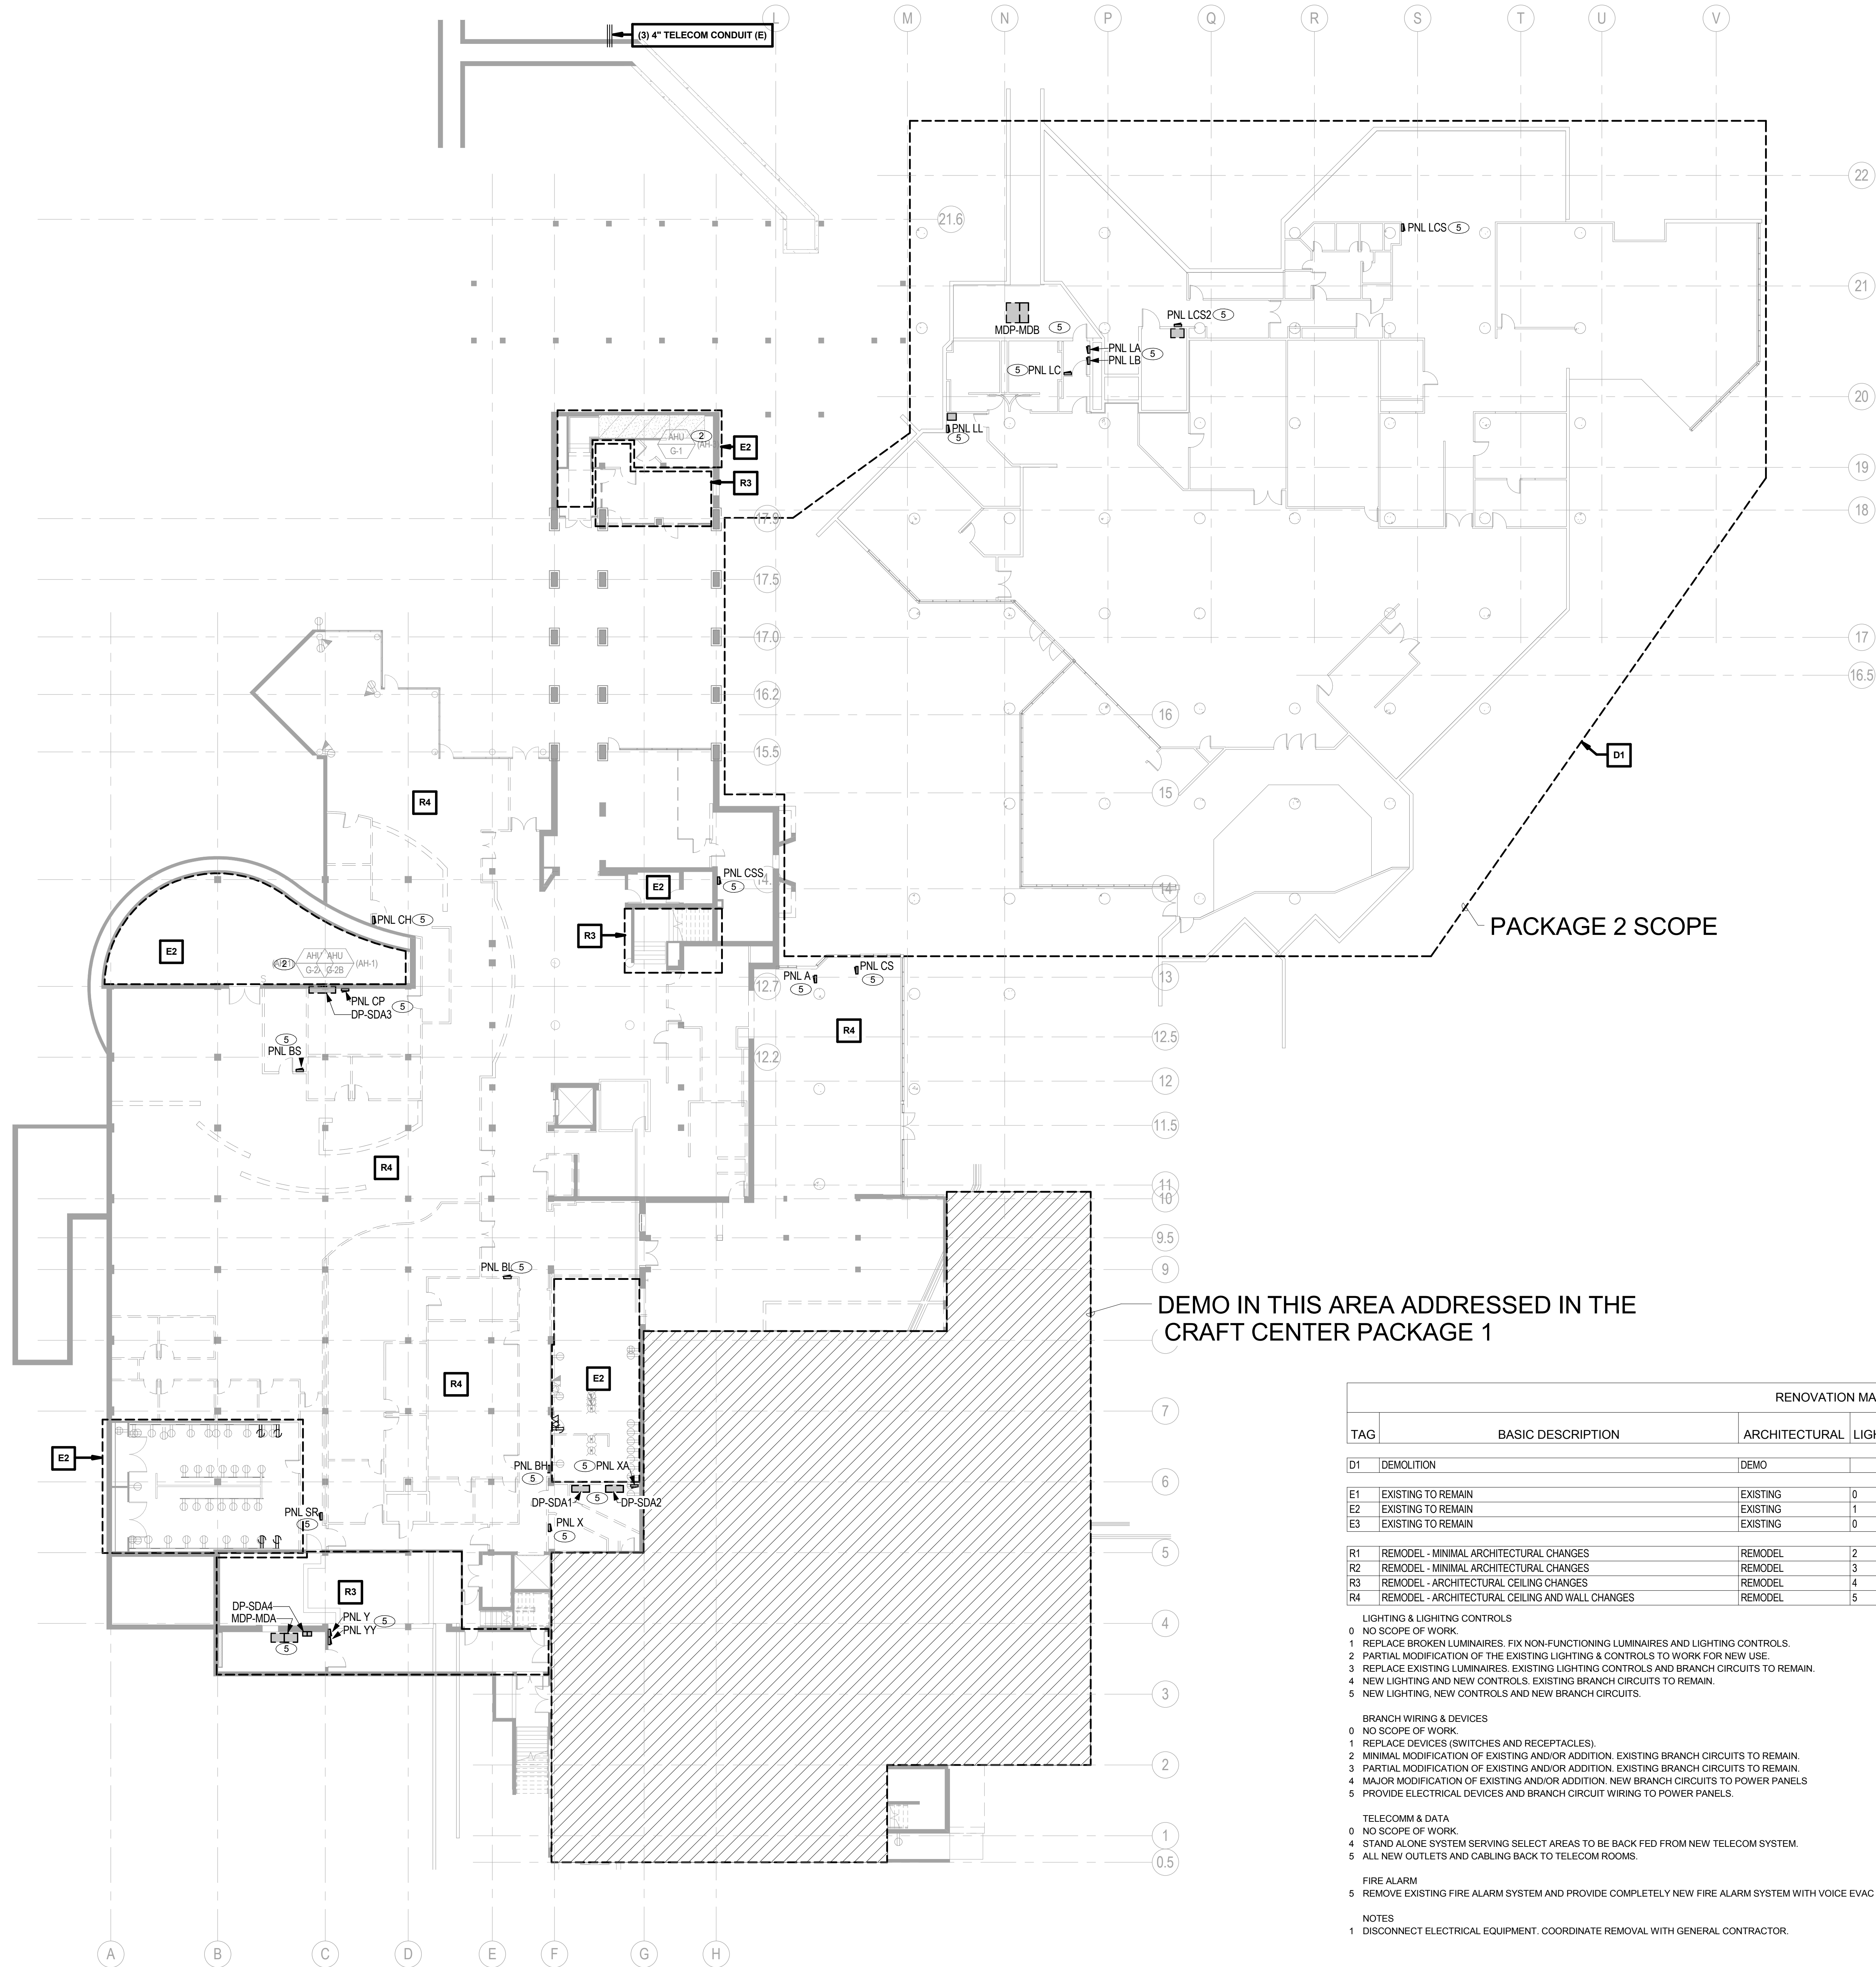 (3) 4" TELECOM CONDUIT (E)
L
M
N
P
Q
R
S
T
U
V
22
21.6
PNL LCS 5
21
PNL LCS2 5
MDP-MDB 5
PNL LA
PNL LB
5
5 PNL LC
20
PNL LL
5
AHU
G-1
2
(AH-
E2
R3
19
18
17.9
17.5
17.0
17
16.5
16.2
16
15.5
D1
15
R4
PNL CSS
5
14.
14
E2
PNL CH 5
PACKAGE 2 SCOPE
R3
E2
AHU
G-2A
AHU
G-2B
2
(AH-1)
PNL A
5
PNL CS
5
13
12.7
PNL CP
5
DP-SDA3
R4
12.5
5
PNL BS
12.2
12
11.5
R4
11
10
9.5
PNL BL 5
9
DEMO IN THIS AREA ADDRESSED IN THE
CRAFT CENTER PACKAGE 1
E2
R4
7
E2
PNL BH
5
5 PNL XA
6
DP-SDA1
5
DP-SDA2
PNL SR
5
PNL X
5
5
R3
DP-SDA4
MDP-MDA
5
PNL Y
PNL YY
5
4
3
2
1
0.5
A
B
C
D
E
F
G
H
RENOVATION MA
TAG BASIC DESCRIPTION ARCHITECTURAL LIGH
D1 DEMOLITION DEMO
E1 EXISTING TO REMAIN EXISTING 0
E2 EXISTING TO REMAIN EXISTING 1
E3 EXISTING TO REMAIN EXISTING 0
R1 REMODEL - MINIMAL ARCHITECTURAL CHANGES REMODEL 2
R2 REMODEL - MINIMAL ARCHITECTURAL CHANGES REMODEL 3
R3 REMODEL - ARCHITECTURAL CEILING CHANGES REMODEL 4
R4 REMODEL - ARCHITECTURAL CEILING AND WALL CHANGES REMODEL 5
LIGHTING & LIGHITNG CONTROLS
0 NO SCOPE OF WORK.
1 REPLACE BROKEN LUMINAIRES. FIX NON-FUNCTIONING LUMINAIRES AND LIGHTING CONTROLS.
2 PARTIAL MODIFICATION OF THE EXISTING LIGHTING & CONTROLS TO WORK FOR NEW USE.
3 REPLACE EXISTING LUMINAIRES. EXISTING LIGHTING CONTROLS AND BRANCH CIRCUITS TO REMAIN.
4 NEW LIGHTING AND NEW CONTROLS. EXISTING BRANCH CIRCUITS TO REMAIN.
5 NEW LIGHTING, NEW CONTROLS AND NEW BRANCH CIRCUITS.
BRANCH WIRING & DEVICES
0 NO SCOPE OF WORK.
1 REPLACE DEVICES (SWITCHES AND RECEPTACLES).
2 MINIMAL MODIFICATION OF EXISTING AND/OR ADDITION. EXISTING BRANCH CIRCUITS TO REMAIN.
3 PARTIAL MODIFICATION OF EXISTING AND/OR ADDITION. EXISTING BRANCH CIRCUITS TO REMAIN.
4 MAJOR MODIFICATION OF EXISTING AND/OR ADDITION. NEW BRANCH CIRCUITS TO POWER PANELS
5 PROVIDE ELECTRICAL DEVICES AND BRANCH CIRCUIT WIRING TO POWER PANELS.
TELECOMM & DATA
0 NO SCOPE OF WORK.
4 STAND ALONE SYSTEM SERVING SELECT AREAS TO BE BACK FED FROM NEW TELECOM SYSTEM.
5 ALL NEW OUTLETS AND CABLING BACK TO TELECOM ROOMS.
FIRE ALARM
5 REMOVE EXISTING FIRE ALARM SYSTEM AND PROVIDE COMPLETELY NEW FIRE ALARM SYSTEM WITH VOICE EVAC
NOTES
1 DISCONNECT ELECTRICAL EQUIPMENT. COORDINATE REMOVAL WITH GENERAL CONTRACTOR.